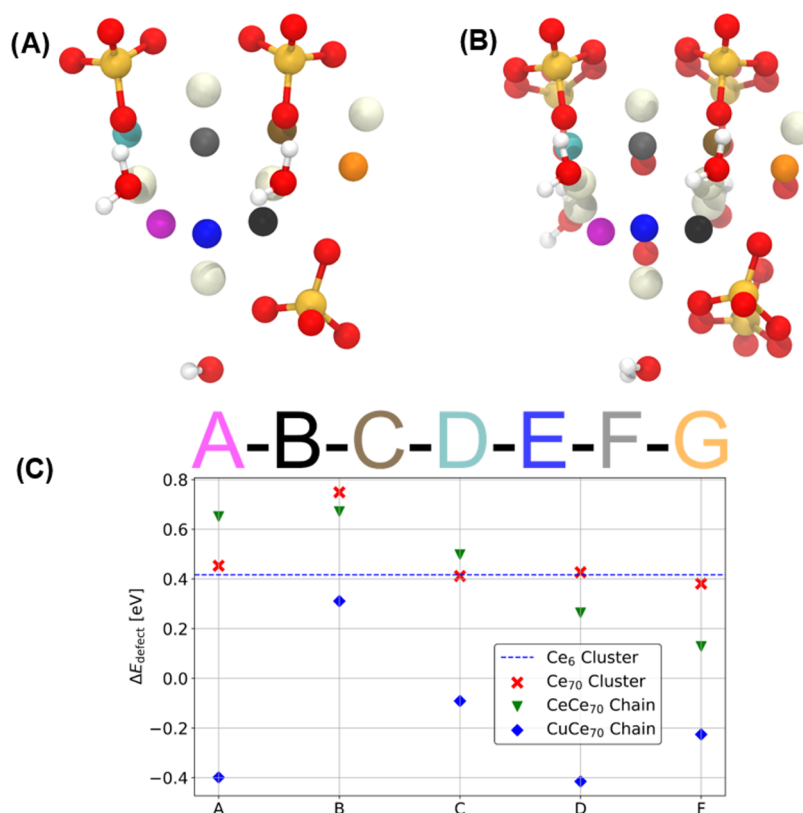 (A)
(B)
A-B-C-D-E-F-G
(C)
0.8
0.6
0.4
0.2
0.0
−0.2
−0.4
ΔE_defect [eV]
Ce₆ Cluster
Ce₇₀ Cluster
CeCe₇₀ Chain
CuCe₇₀ Chain
A B C D F